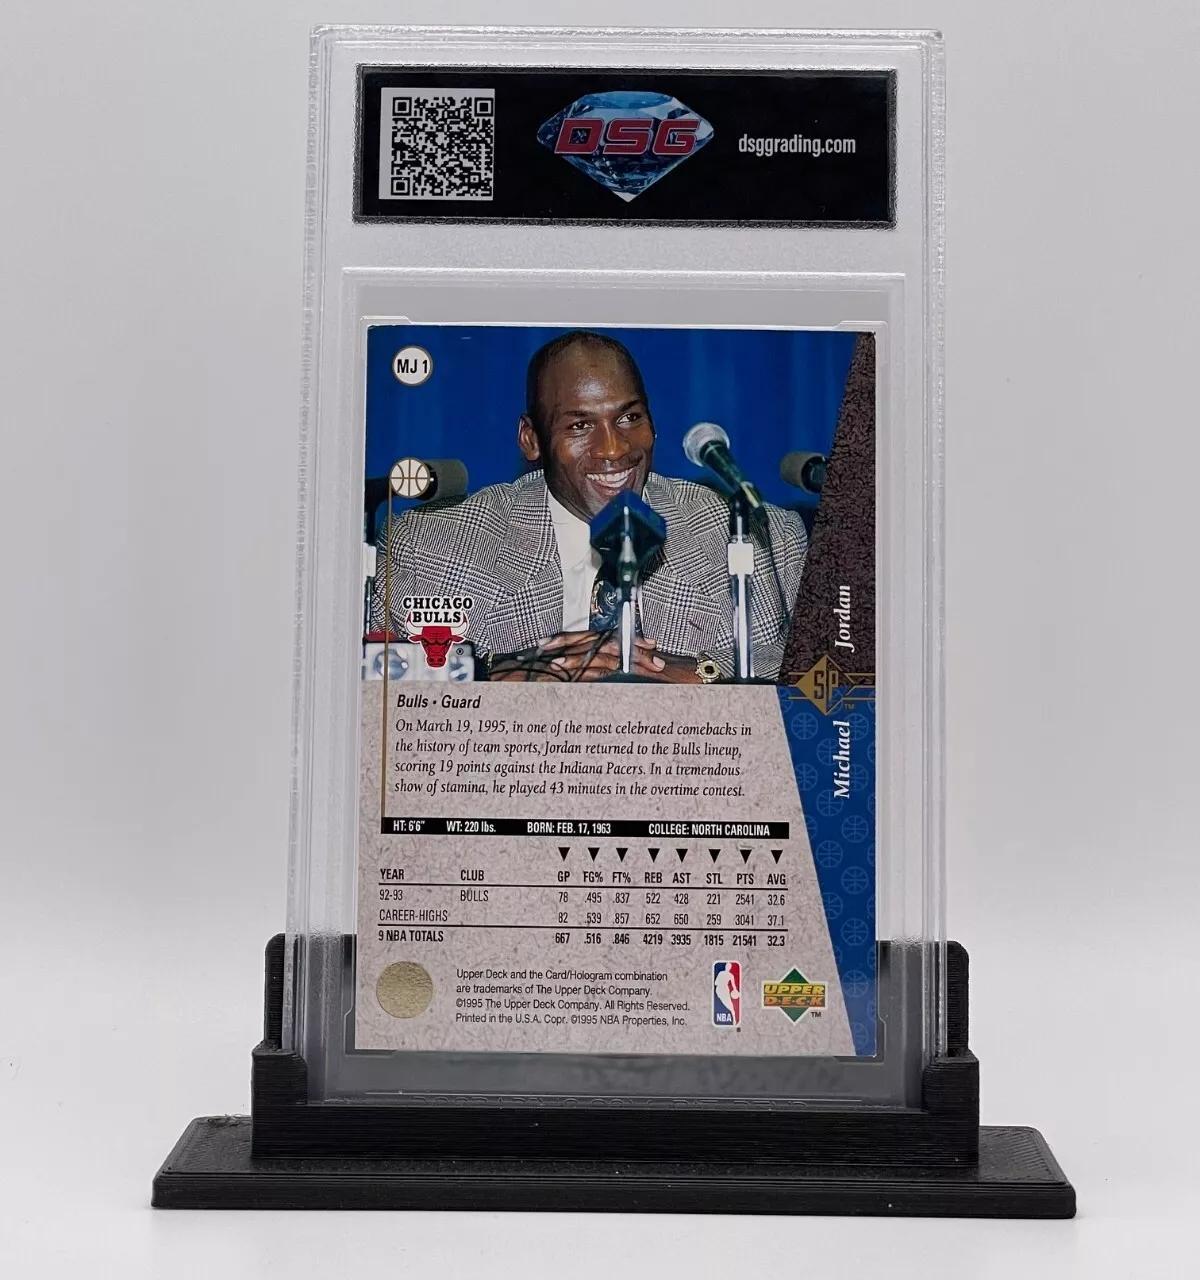 DSG
dsggrading.com
MJ 1
CHICAGO
BULLS
®
Michael Jordan
SP
TM
Bulls • Guard
On March 19, 1995, in one of the most celebrated comebacks in
the history of team sports, Jordan returned to the Bulls lineup,
scoring 19 points against the Indiana Pacers. In a tremendous
show of stamina, he played 43 minutes in the overtime contest.
HT: 6'6" WT: 220 lbs. BORN: FEB. 17, 1963 COLLEGE: NORTH CAROLINA
YEAR CLUB GP FG% FT% REB AST STL PTS AVG
92-93 BULLS 78 .495 .837 522 428 221 2541 32.6
CAREER-HIGHS 82 .539 .857 652 650 259 3041 37.1
9 NBA TOTALS 667 .516 .846 4219 3935 1815 21541 32.3
Upper Deck and the Card/Hologram combination
are trademarks of The Upper Deck Company.
©1995 The Upper Deck Company. All Rights Reserved.
Printed in the U.S.A. Copr. ©1995 NBA Properties, Inc.
NBA
®
UPPER
DECK
TM